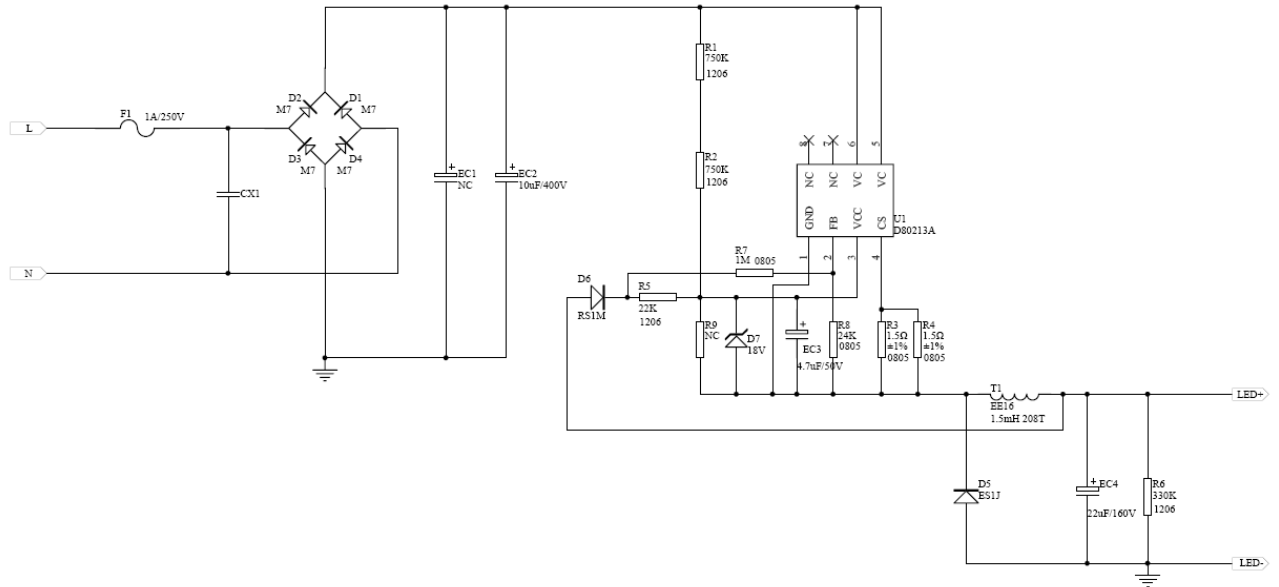 L
F1
1A/250V
D2
M7
D1
M7
D3
M7
D4
M7
CX1
N
EC1
NC
EC2
10uF/400V
R1
750K
1206
R2
750K
1206
8
7
6
5
NC
NC
VC
VC
GND
FB
VCC
CS
U1
D80213A
1
2
3
4
R7
1M 0805
D6
RS1M
R5
22K
1206
R9
NC
D7
18V
EC3
4.7uF/50V
R8
24K
0805
R3
1.5Ω
±1%
0805
R4
1.5Ω
±1%
0805
T1
EE16
1.5mH 208T
LED+
D5
ES1J
EC4
22uF/160V
R6
330K
1206
LED-